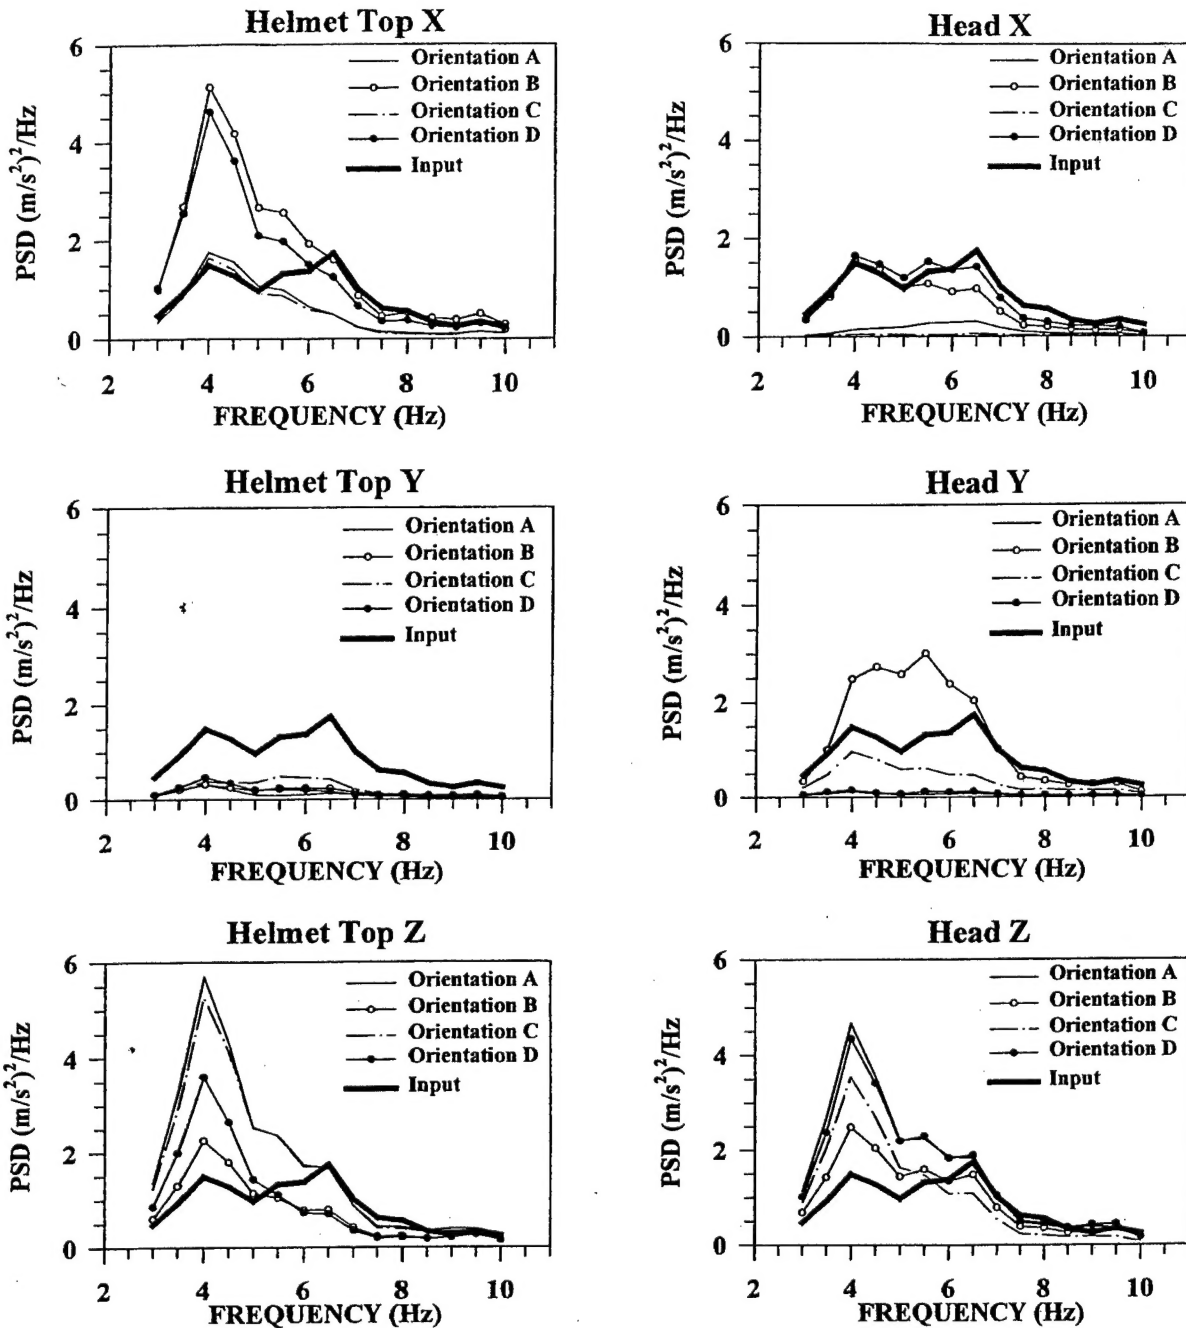 Helmet Top X
PSD (m/s²)²/Hz
6
4
2
0
2
4
6
8
10
FREQUENCY (Hz)
Orientation A
Orientation B
Orientation C
Orientation D
Input
Head X
PSD (m/s²)²/Hz
6
4
2
0
2
4
6
8
10
FREQUENCY (Hz)
Orientation A
Orientation B
Orientation C
Orientation D
Input
Helmet Top Y
PSD (m/s²)²/Hz
6
4
2
0
2
4
6
8
10
FREQUENCY (Hz)
Orientation A
Orientation B
Orientation C
Orientation D
Input
Head Y
PSD (m/s²)²/Hz
6
4
2
0
2
4
6
8
10
FREQUENCY (Hz)
Orientation A
Orientation B
Orientation C
Orientation D
Input
Helmet Top Z
PSD (m/s²)²/Hz
6
4
2
0
2
4
6
8
10
FREQUENCY (Hz)
Orientation A
Orientation B
Orientation C
Orientation D
Input
Head Z
PSD (m/s²)²/Hz
6
4
2
0
2
4
6
8
10
FREQUENCY (Hz)
Orientation A
Orientation B
Orientation C
Orientation D
Input